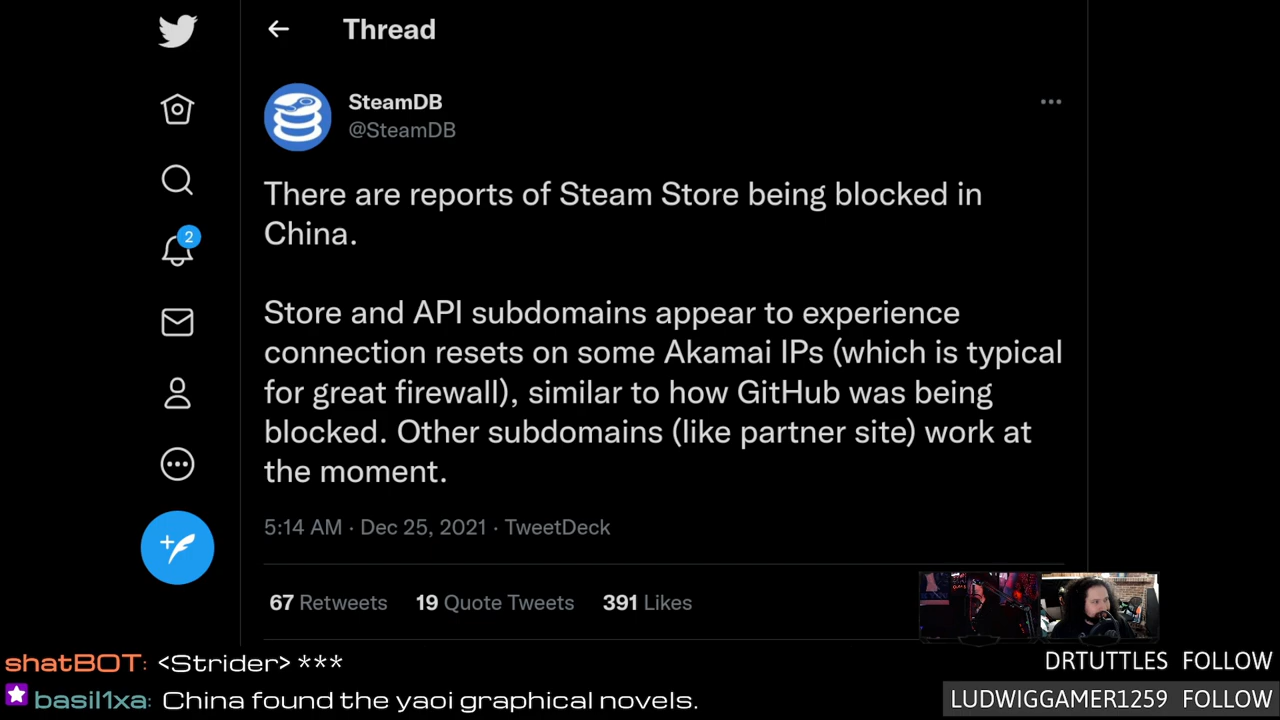 Thread
SteamDB
@SteamDB
There are reports of Steam Store being blocked in
China.
Store and API subdomains appear to experience
connection resets on some Akamai IPs (which is typical
for great firewall), similar to how GitHub was being
blocked. Other subdomains (like partner site) work at
the moment.
5:14 AM · Dec 25, 2021 · TweetDeck
2
67 Retweets 19 Quote Tweets 391 Likes
shatBOT: <Strider> ***
basil1xa: China found the yaoi graphical novels.
DRTUTTLES FOLLOW
LUDWIGGAMER1259 FOLLOW